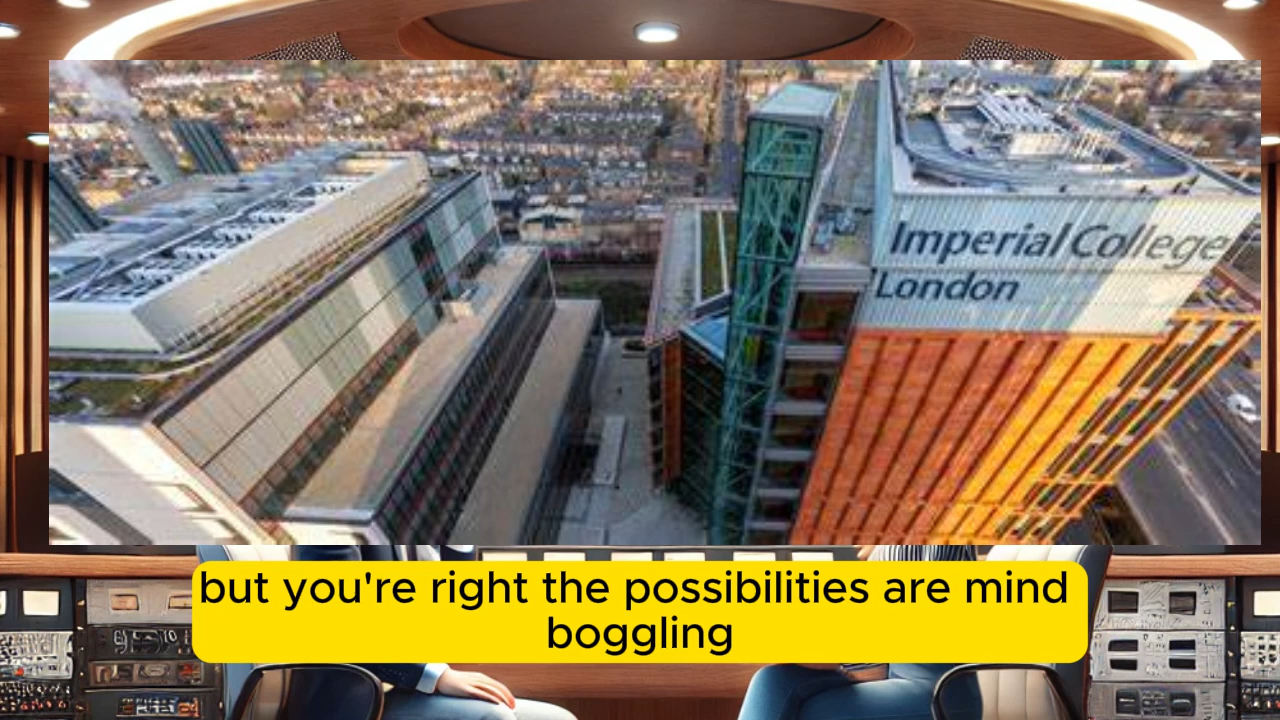 Imperial College
London
but you're right the possibilities are mind
boggling